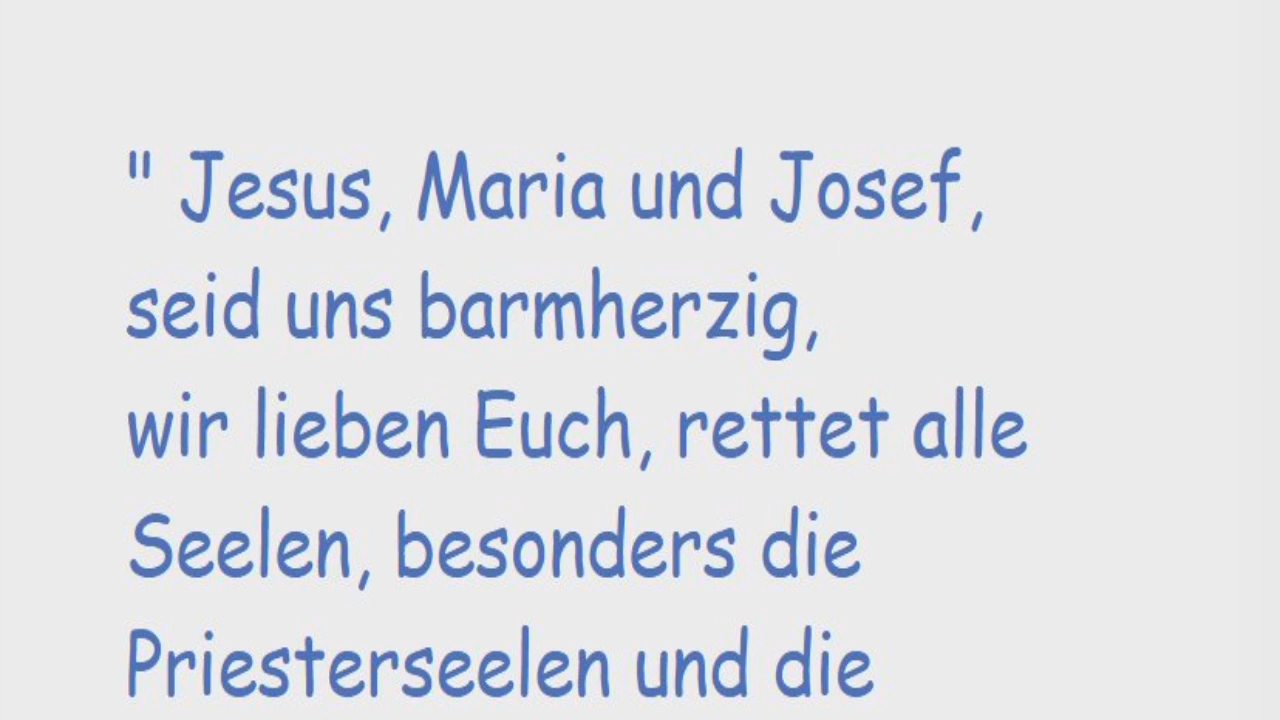 " Jesus, Maria und Josef,
seid uns barmherzig,
wir lieben Euch, rettet alle
Seelen, besonders die
Priesterseelen und die